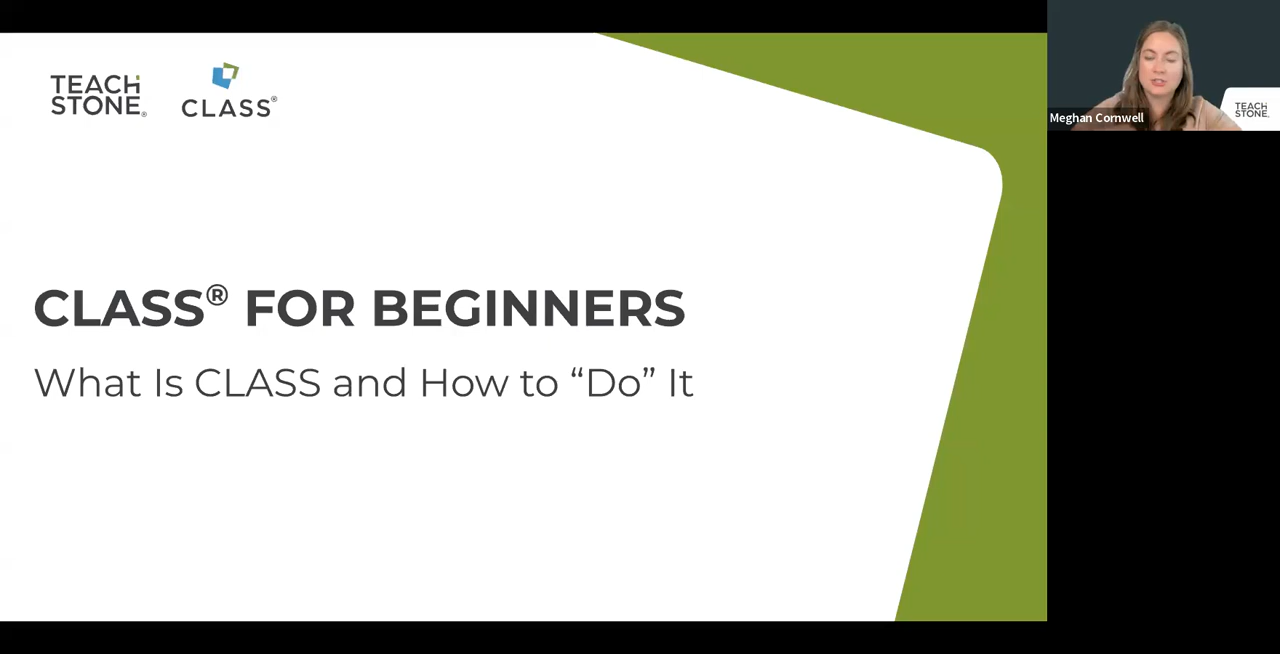 TEACH
STONE®
CLASS®
CLASS® FOR BEGINNERS
What Is CLASS and How to “Do” It
Meghan Cornwell
TEACH
STONE